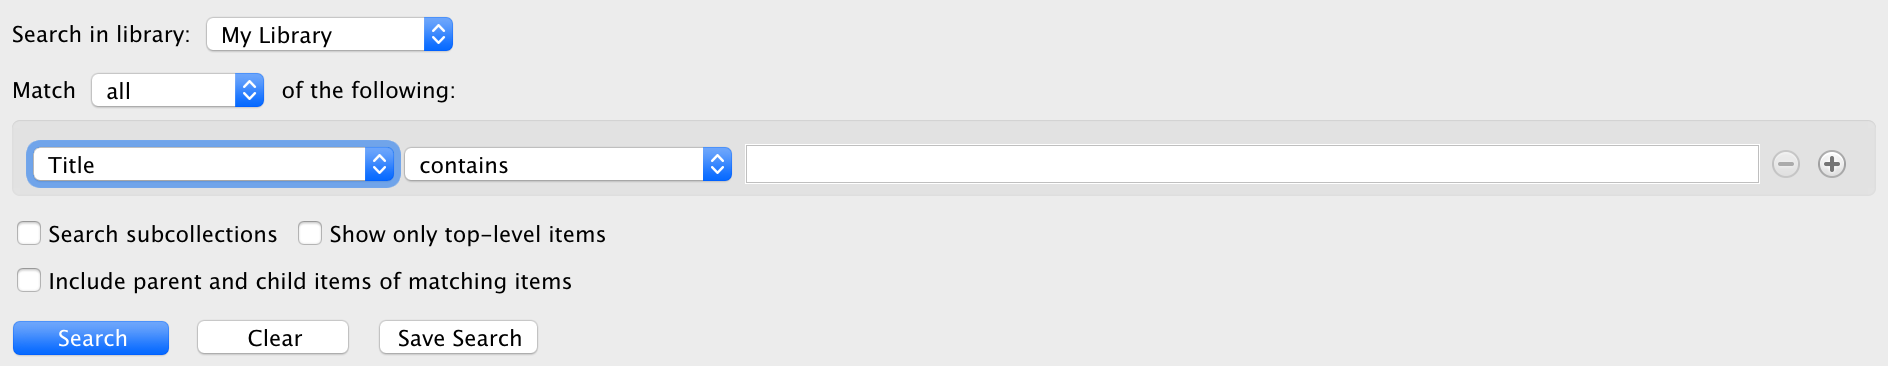 Search in library: My Library
Match all of the following:
Title contains
Search subcollections Show only top-level items
Include parent and child items of matching items
Search Clear Save Search